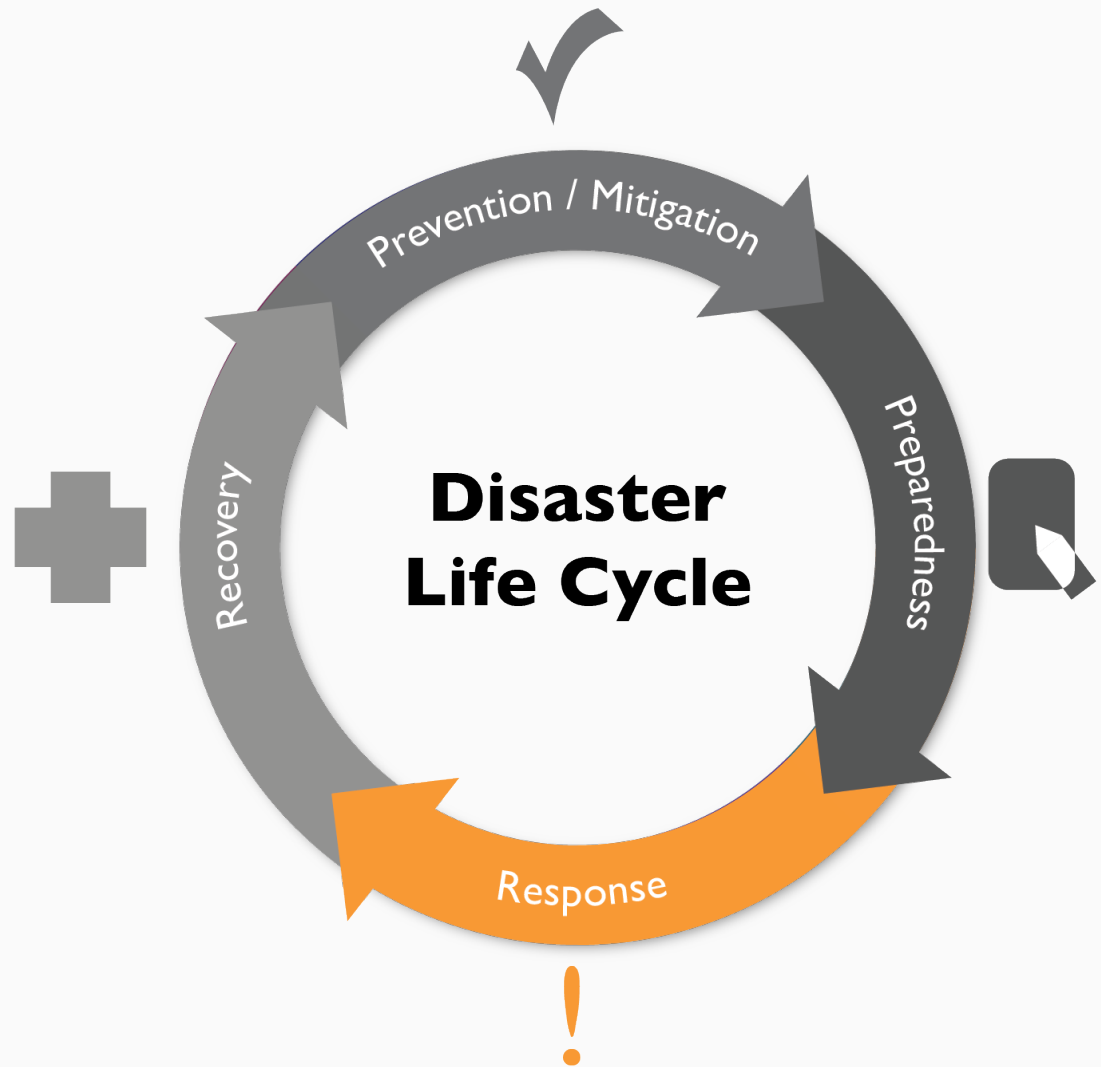 Prevention / Mitigation
Preparedness
Disaster
Life Cycle
Recovery
Response
!